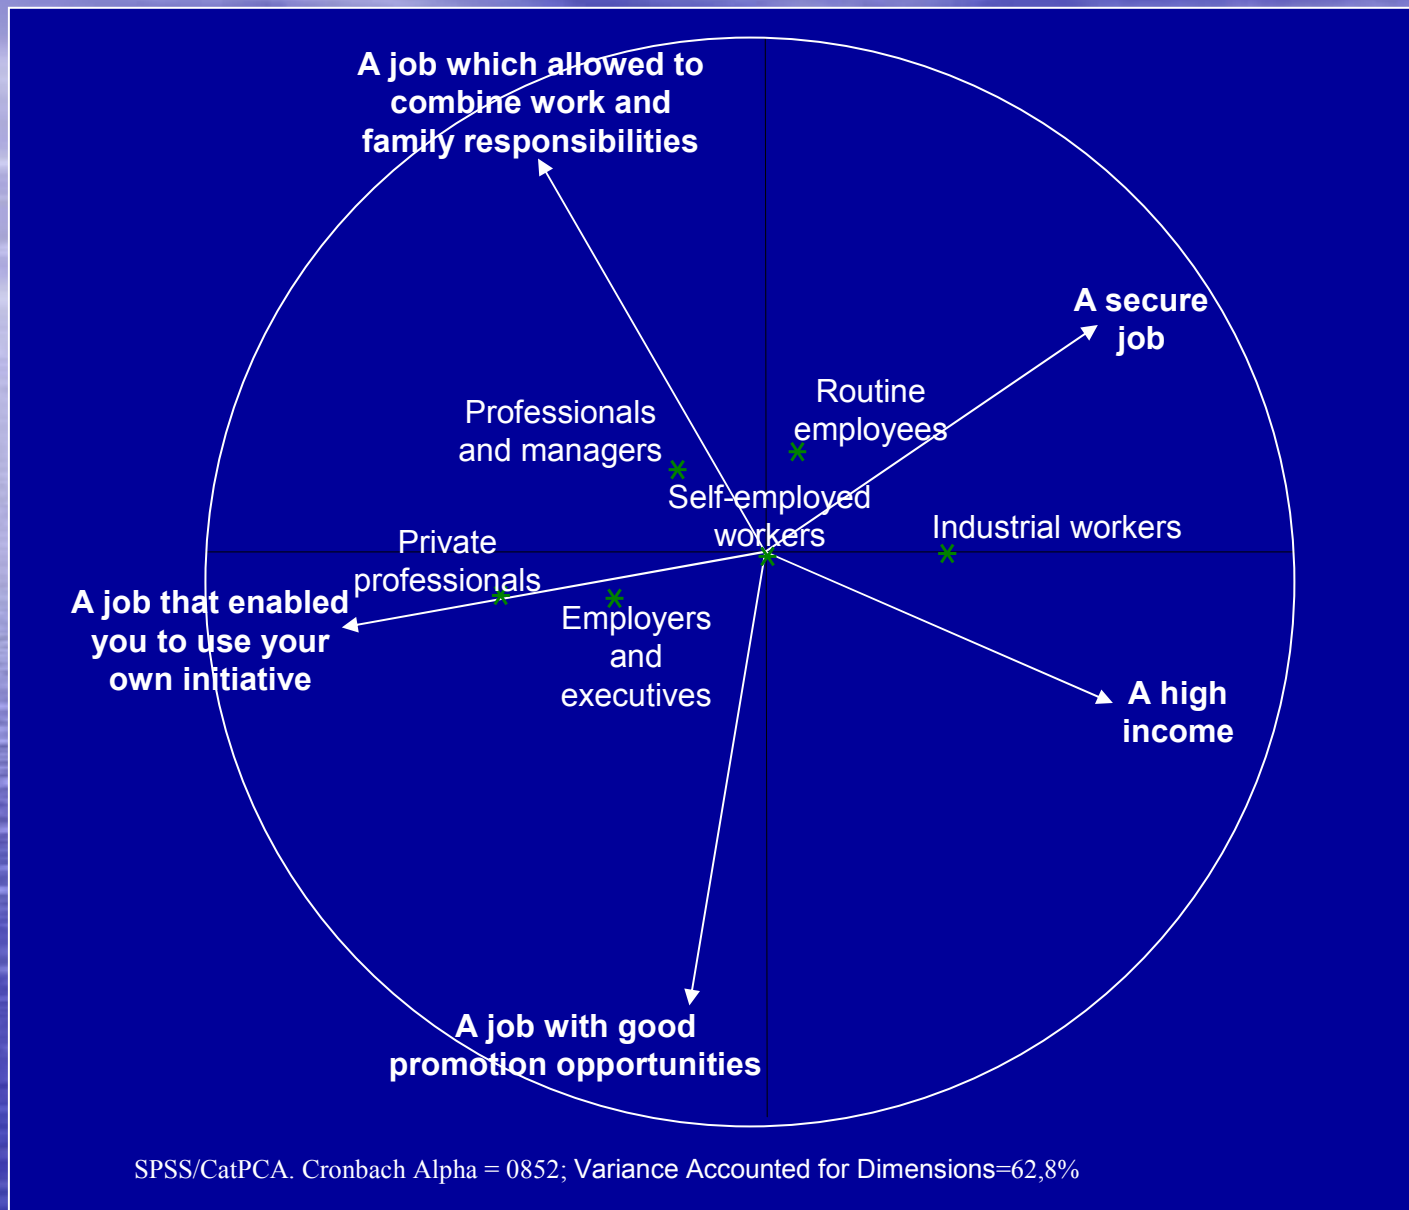 A job which allowed to
combine work and
family responsibilities
A secure
job
Routine
employees
Professionals
and managers
Self-employed
workers
Industrial workers
Private
professionals
A job that enabled
you to use your
own initiative
Employers
and
executives
A high
income
A job with good
promotion opportunities
SPSS/CatPCA. Cronbach Alpha = 0852; Variance Accounted for Dimensions=62,8%